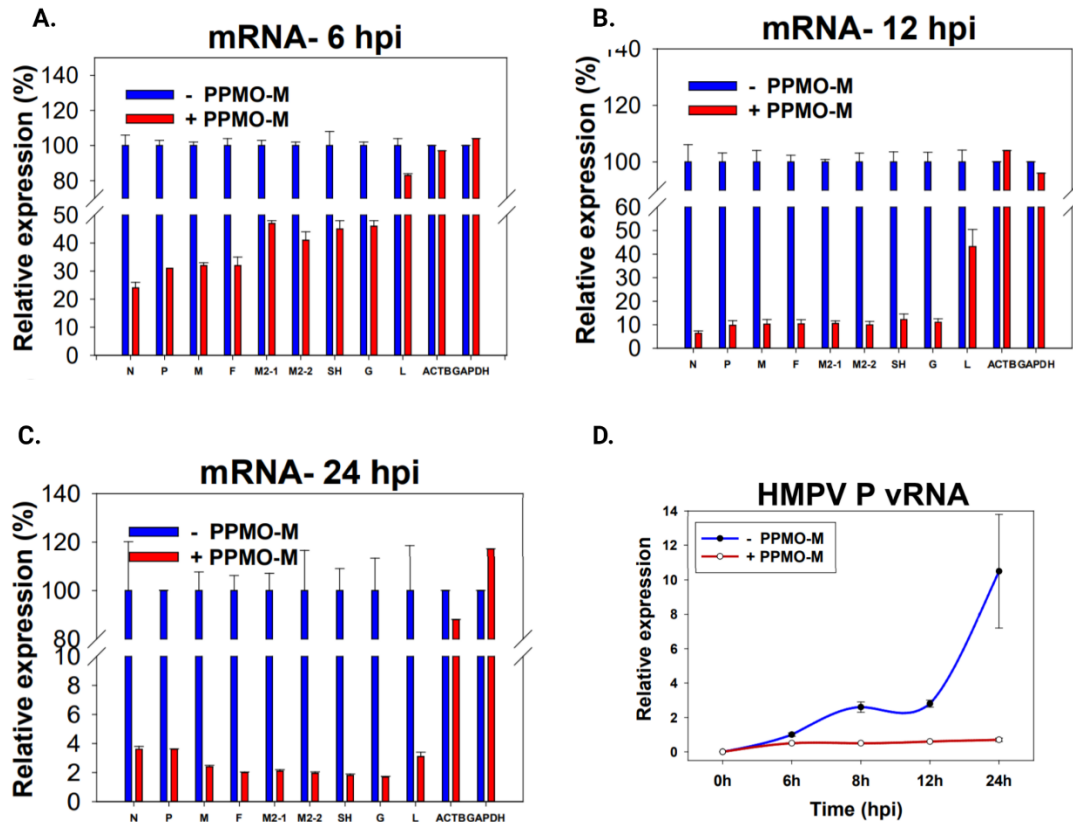 A.
mRNA- 6 hpi
Relative expression (%)
140
120
100
80
50
40
30
20
10
0
- PPMO-M
+ PPMO-M
N P M F M2-1 M2-2 SH G L ACTB GAPDH
B.
mRNA- 12 hpi
Relative expression (%)
140
120
100
60
50
40
30
20
10
0
- PPMO-M
+ PPMO-M
N P M F M2-1 M2-2 SH G L ACTB GAPDH
C.
mRNA- 24 hpi
Relative expression (%)
140
120
100
80
10
8
6
4
2
0
- PPMO-M
+ PPMO-M
N P M F M2-1 M2-2 SH G L ACTB GAPDH
D.
HMPV P vRNA
Relative expression
14
12
10
8
6
4
2
0
- PPMO-M
+ PPMO-M
0h 6h 8h 12h 24h
Time (hpi)